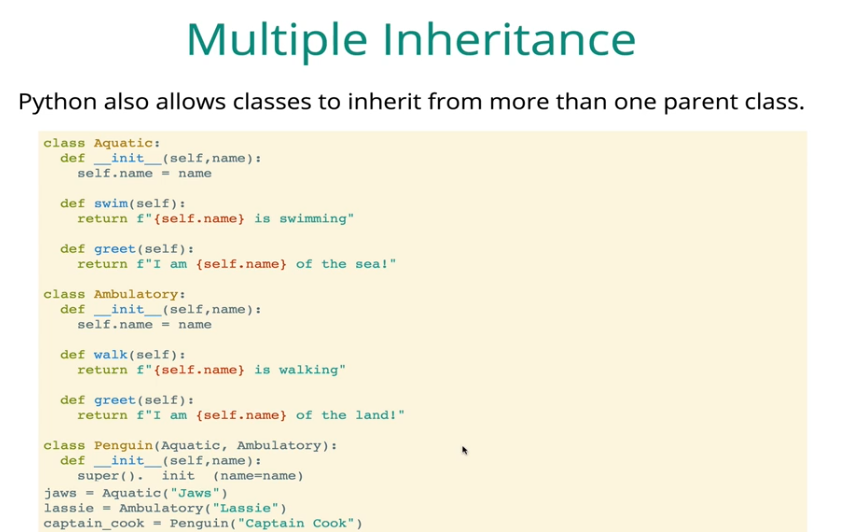 Multiple Inheritance
Python also allows classes to inherit from more than one parent class.
class Aquatic:
  def __init__(self,name):
    self.name = name
  def swim(self):
    return f"{self.name} is swimming"
  def greet(self):
    return f"I am {self.name} of the sea!"
class Ambulatory:
  def __init__(self,name):
    self.name = name
  def walk(self):
    return f"{self.name} is walking"
  def greet(self):
    return f"I am {self.name} of the land!"
class Penguin(Aquatic, Ambulatory):
  def __init__(self,name):
    super().  init  (name=name)
jaws = Aquatic("Jaws")
lassie = Ambulatory("Lassie")
captain_cook = Penguin("Captain Cook")